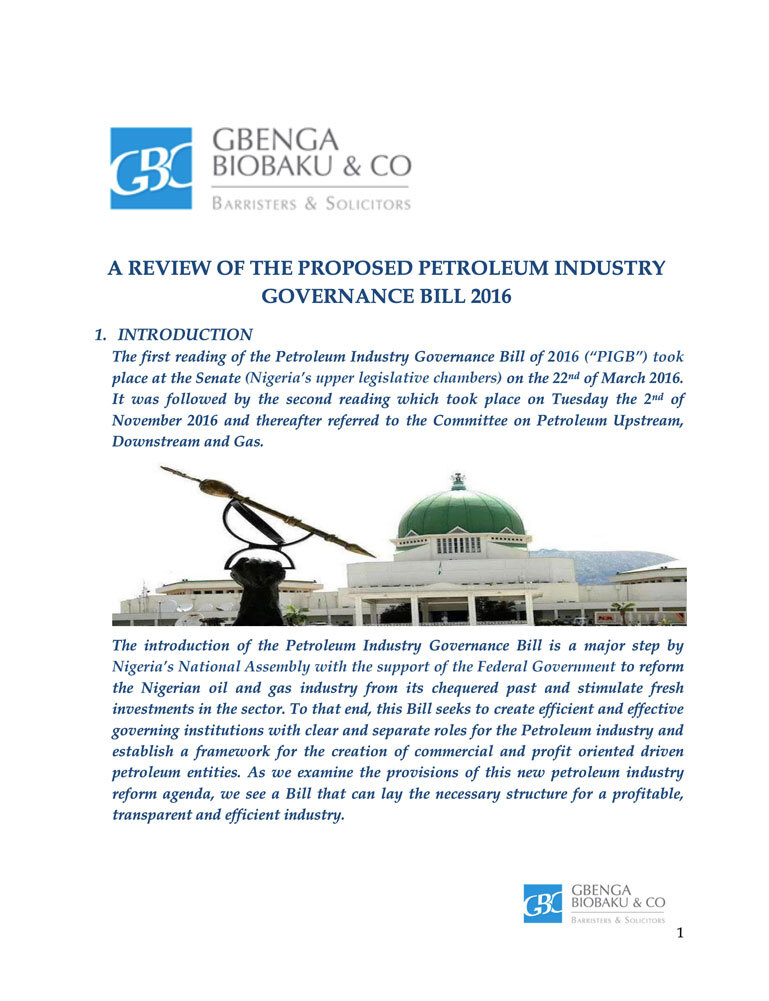 GBC
GBENGA
BIOBAKU & CO
BARRISTERS & SOLICITORS
A REVIEW OF THE PROPOSED PETROLEUM INDUSTRY
GOVERNANCE BILL 2016
1. INTRODUCTION
The first reading of the Petroleum Industry Governance Bill of 2016 (“PIGB”) took
place at the Senate (Nigeria’s upper legislative chambers) on the 22nd of March 2016.
It was followed by the second reading which took place on Tuesday the 2nd of
November 2016 and thereafter referred to the Committee on Petroleum Upstream,
Downstream and Gas.
The introduction of the Petroleum Industry Governance Bill is a major step by
Nigeria’s National Assembly with the support of the Federal Government to reform
the Nigerian oil and gas industry from its chequered past and stimulate fresh
investments in the sector. To that end, this Bill seeks to create efficient and effective
governing institutions with clear and separate roles for the Petroleum industry and
establish a framework for the creation of commercial and profit oriented driven
petroleum entities. As we examine the provisions of this new petroleum industry
reform agenda, we see a Bill that can lay the necessary structure for a profitable,
transparent and efficient industry.
GBC
GBENGA
BIOBAKU & CO
BARRISTERS & SOLICITORS
1